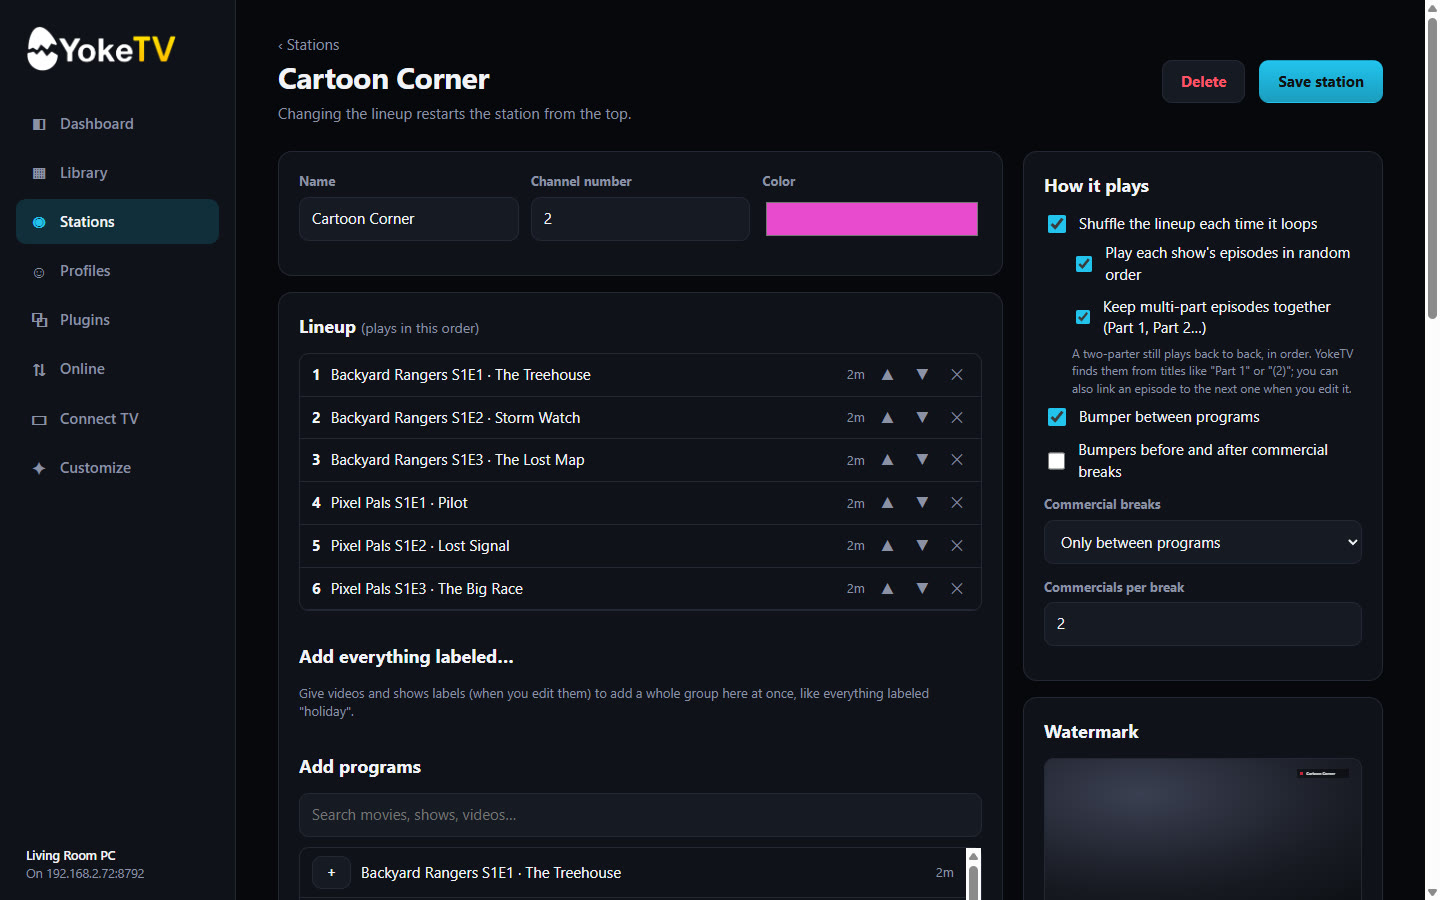 YokeTV
Dashboard
Library
Stations
Profiles
Plugins
Online
Connect TV
Customize
Living Room PC
On 192.168.2.72:8792
‹ Stations
Cartoon Corner
Changing the lineup restarts the station from the top.
Delete
Save station
Name
Channel number
Color
Cartoon Corner
2
Lineup (plays in this order)
1 Backyard Rangers S1E1 · The Treehouse 2m
2 Backyard Rangers S1E2 · Storm Watch 2m
3 Backyard Rangers S1E3 · The Lost Map 2m
4 Pixel Pals S1E1 · Pilot 2m
5 Pixel Pals S1E2 · Lost Signal 2m
6 Pixel Pals S1E3 · The Big Race 2m
Add everything labeled...
Give videos and shows labels (when you edit them) to add a whole group here at once, like everything labeled
"holiday".
Add programs
Search movies, shows, videos...
+ Backyard Rangers S1E1 · The Treehouse 2m
How it plays
Shuffle the lineup each time it loops
Play each show's episodes in random
order
Keep multi-part episodes together
(Part 1, Part 2...)
A two-parter still plays back to back, in order. YokeTV
finds them from titles like "Part 1" or "(2)"; you can
also link an episode to the next one when you edit it.
Bumper between programs
Bumpers before and after commercial
breaks
Commercial breaks
Only between programs
Commercials per break
2
Watermark
Cartoon Corner